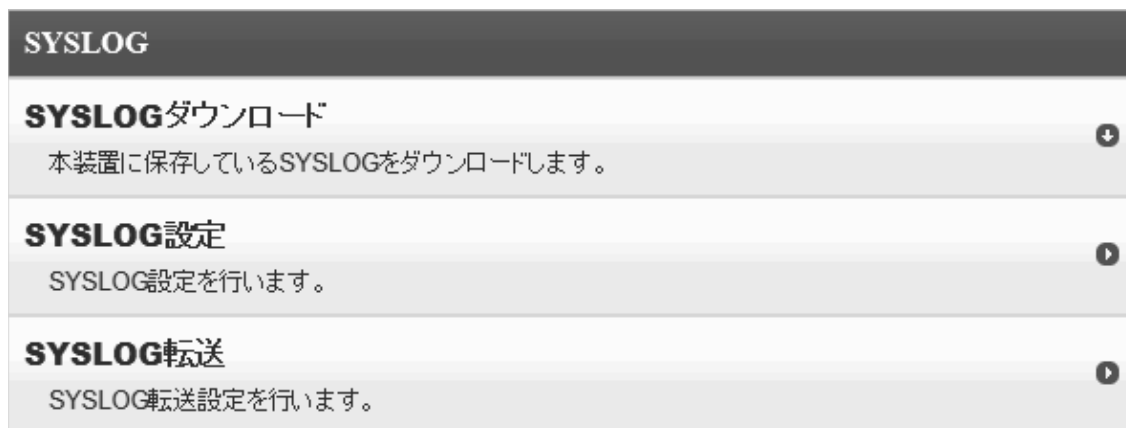 SYSLOG
SYSLOGダウンロード
本装置に保存しているSYSLOGをダウンロードします。
SYSLOG設定
SYSLOG設定を行います。
SYSLOG転送
SYSLOG転送設定を行います。